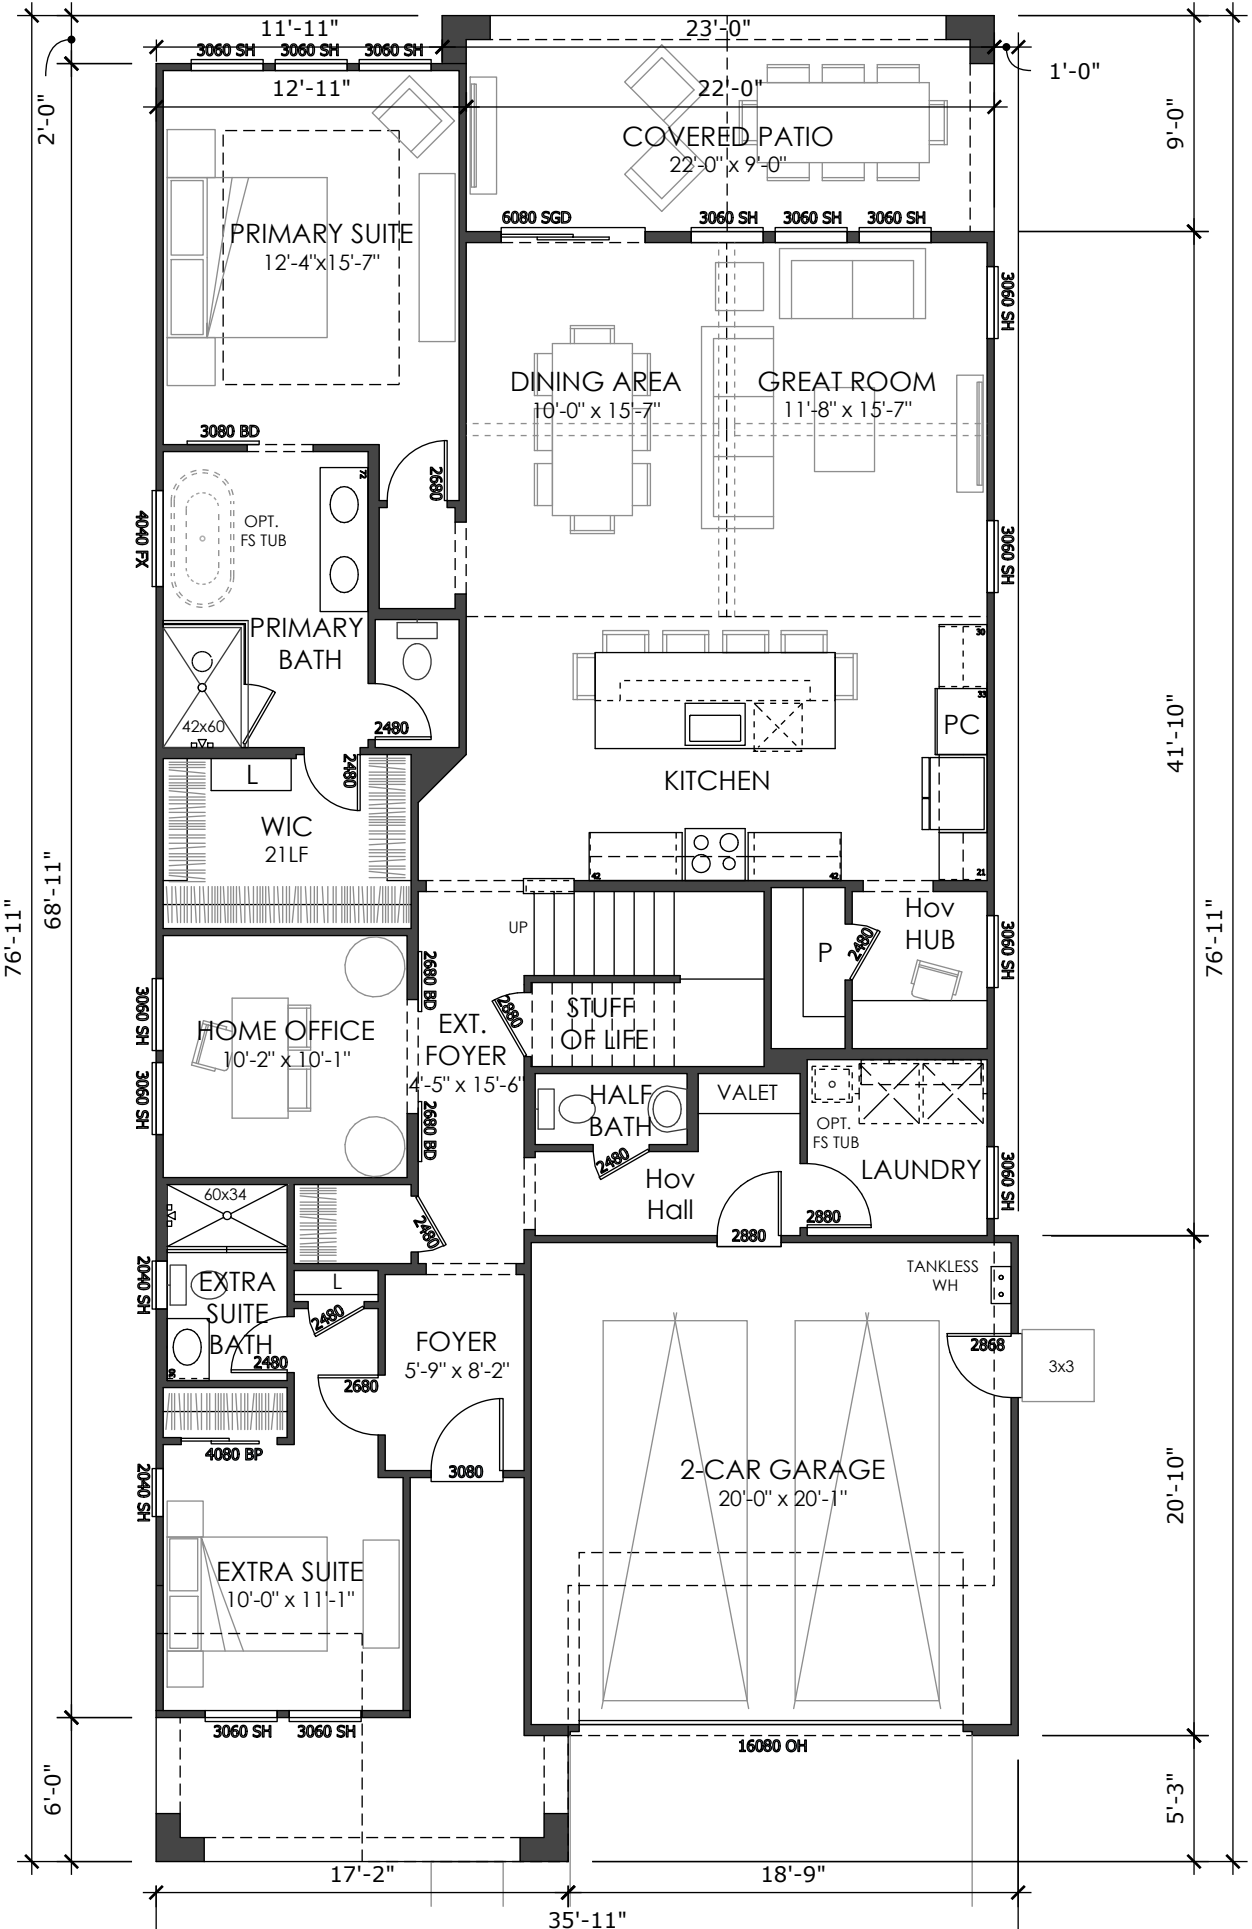 11'-11"
23'-0"
3060 SH
3060 SH
3060 SH
1'-0"
2'-0"
12'-11"
22'-0"
9'-0"
COVERED PATIO
22'-0" x 9'-0"
6080 SGD
3060 SH
3060 SH
3060 SH
PRIMARY SUITE
12'-4"x15'-7"
3060 SH
DINING AREA
10'-0" x 15'-7"
GREAT ROOM
11'-8" x 15'-7"
3080 BD
2680
72
4040 FX
OPT.
FS TUB
3060 SH
PRIMARY
BATH
30
33
PC
42x60
2480
41'-10"
2480
L
KITCHEN
WIC
21LF
42
42
21
68'-11"
76'-11"
76'-11"
UP
P
2480
Hov
HUB
3060 SH
2680 BD
3060 SH
HOME OFFICE
10'-2" x 10'-1"
EXT.
FOYER
4'-5" x 15'-6"
2880
STUFF
OF LIFE
3060 SH
2680 BD
HALF
BATH
VALET
OPT.
FS TUB
2480
Hov
Hall
LAUNDRY
3060 SH
60x34
2480
2880
2880
2040 SH
EXTRA
SUITE
BATH
L
2480
TANKLESS
WH
FOYER
5'-9" x 8'-2"
2868
3x3
2480
30
2680
4080 BP
3080
2040 SH
2-CAR GARAGE
20'-0" x 20'-1"
20'-10"
EXTRA SUITE
10'-0" x 11'-1"
3060 SH
3060 SH
16080 OH
6'-0"
5'-3"
17'-2"
18'-9"
35'-11"